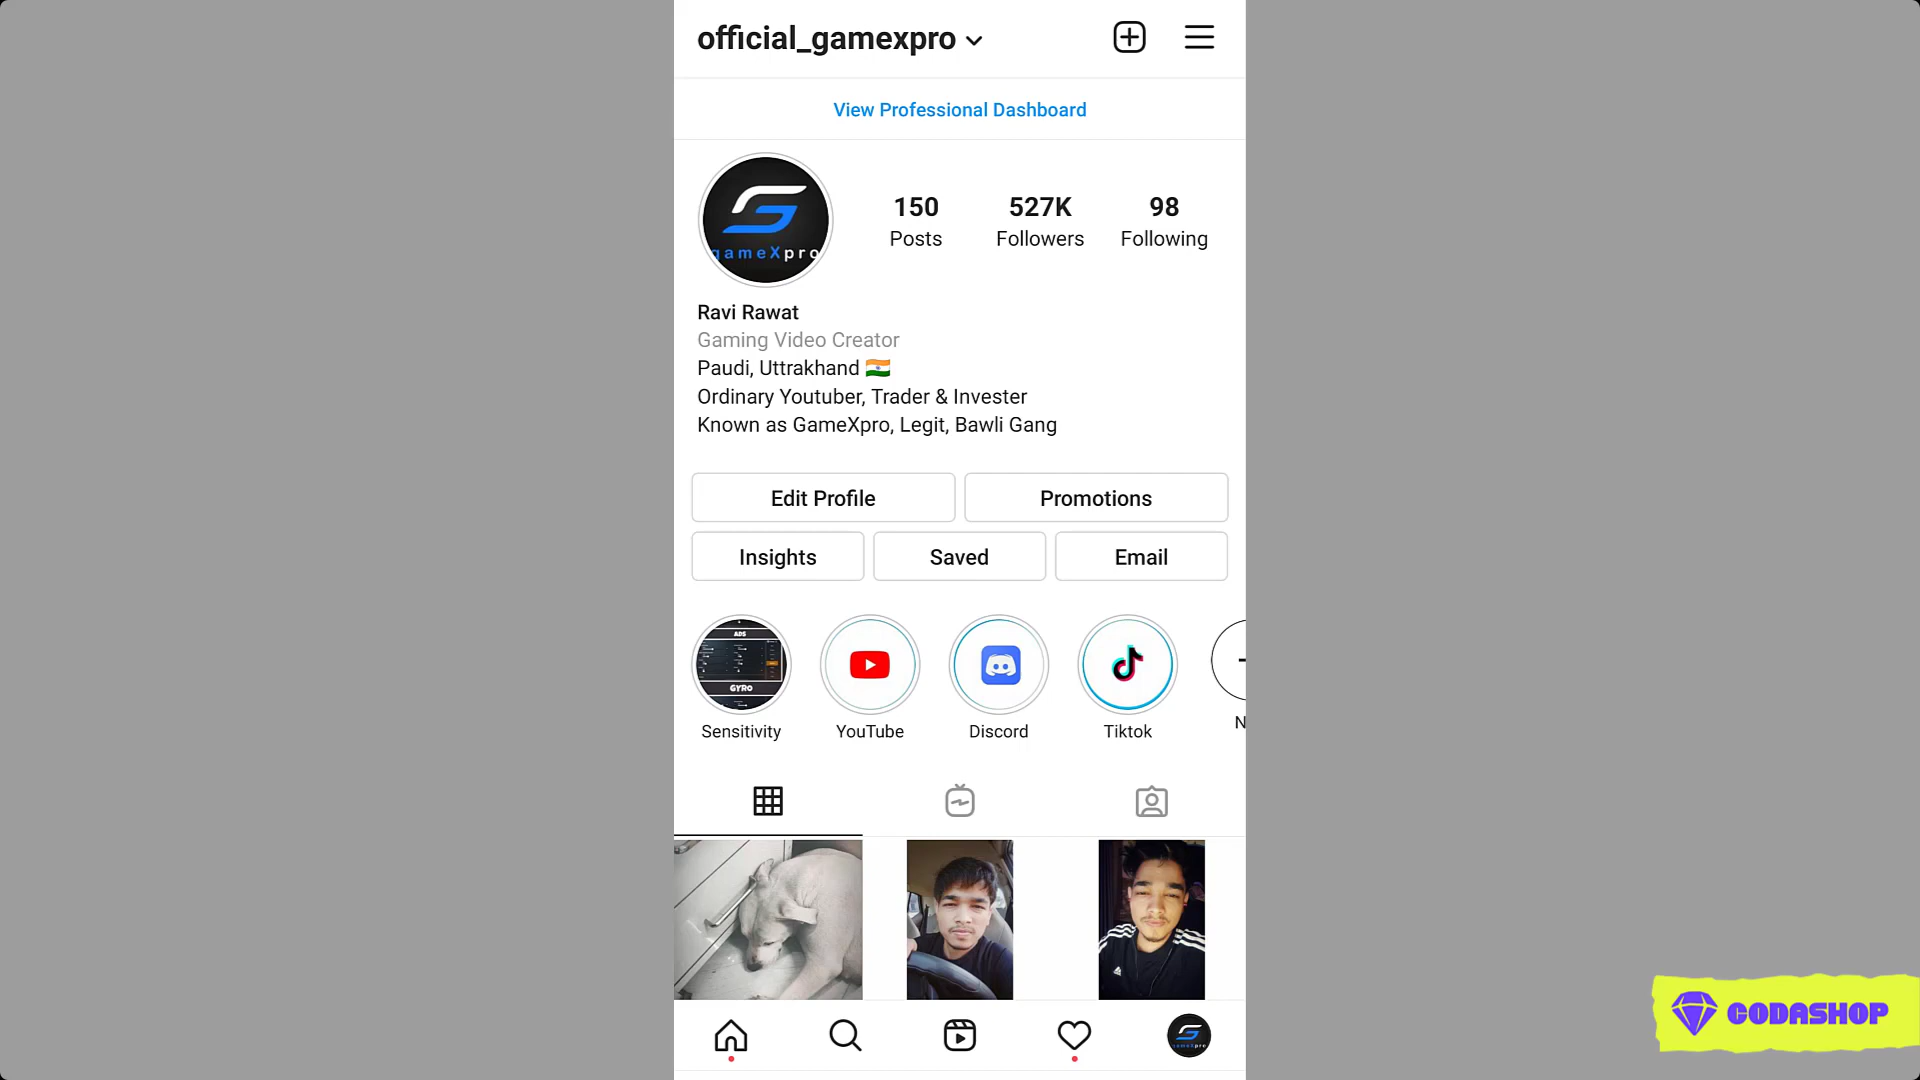 official_gamexpro
View Professional Dashboard
gameXpro
150
Posts
527K
Followers
98
Following
Ravi Rawat
Gaming Video Creator
Paudi, Uttrakhand 🇮🇳
Ordinary Youtuber, Trader & Invester
Known as GameXpro, Legit, Bawli Gang
Edit Profile
Promotions
Insights
Saved
Email
ADS
GYRO
Sensitivity
YouTube
Discord
Tiktok
N
CODASHOP